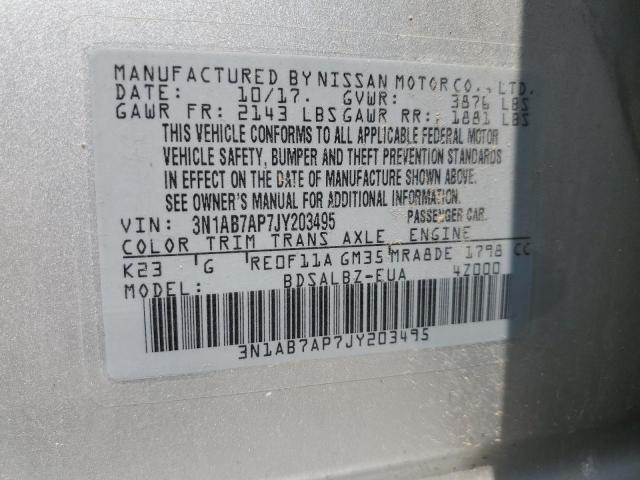 MANUFACTURED BY NISSAN MOTOR CO., LTD.
DATE: 10/17. GVWR: 3876 LBS
GAWR FR: 2143 LBS GAWR RR: 1881 LBS
THIS VEHICLE CONFORMS TO ALL APPLICABLE FEDERAL MOTOR
VEHICLE SAFETY, BUMPER AND THEFT PREVENTION STANDARDS
IN EFFECT ON THE DATE OF MANUFACTURE SHOWN ABOVE.
SEE OWNER'S MANUAL FOR ADDITIONAL INFORMATION.
VIN: 3N1AB7AP7JY203495 PASSENGER CAR.
COLOR TRIM TRANS AXLE ENGINE
K23 G RE0F11A GM35 MRA8DE 1798 CC
MODEL: BDSALBZ-EUA 4Z000
3N1AB7AP7JY203495